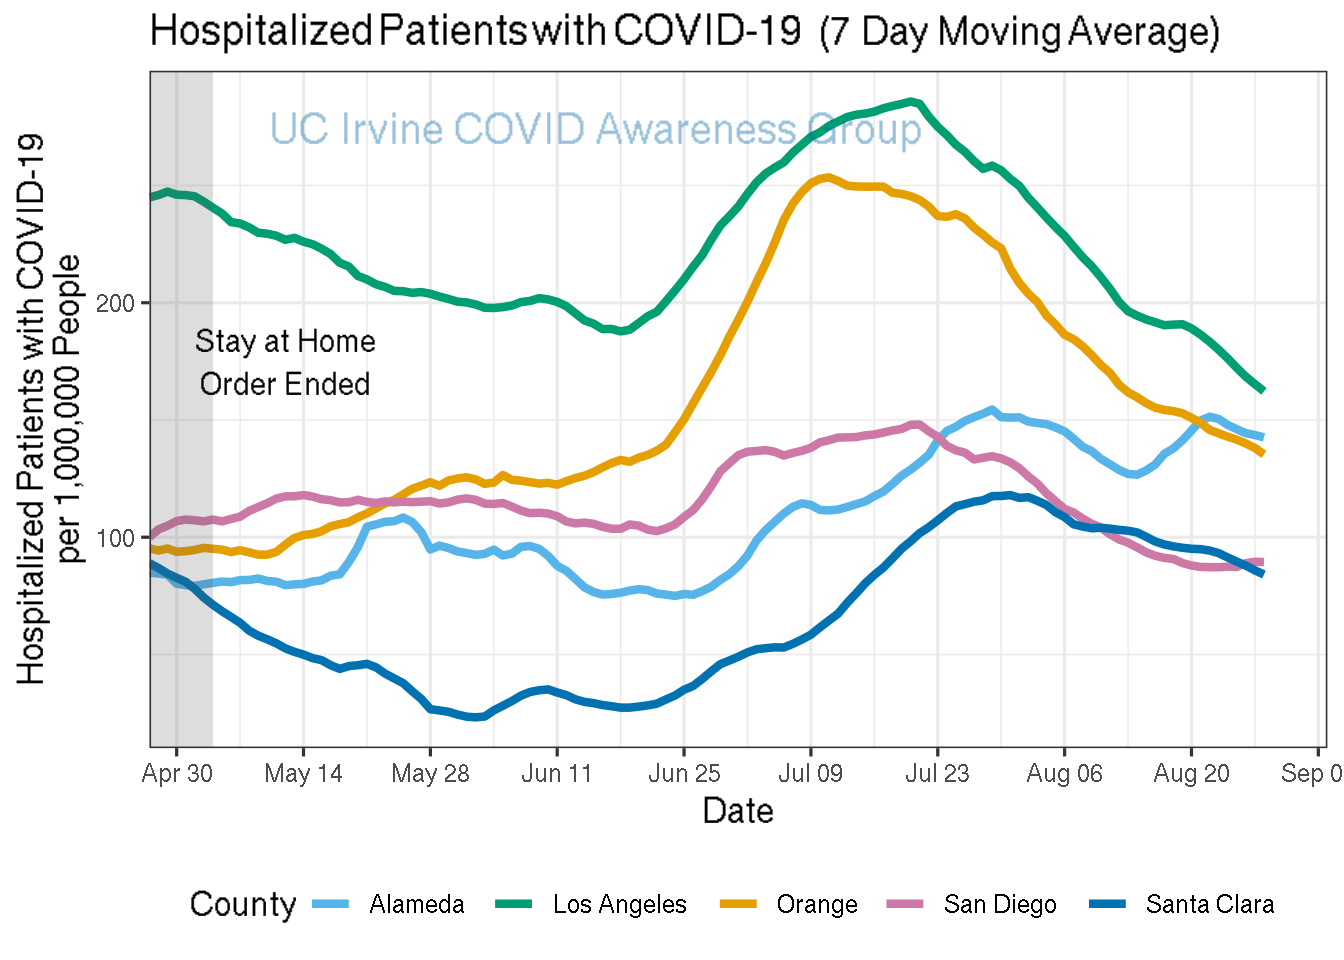 Hospitalized Patients with COVID-19 (7 Day Moving Average)
UC Irvine COVID Awareness Group
Hospitalized Patients with COVID-19
per 1,000,000 People
200
100
Stay at Home
Order Ended
Apr 30 May 14 May 28 Jun 11 Jun 25 Jul 09 Jul 23 Aug 06 Aug 20 Sep 0
Date
County Alameda Los Angeles Orange San Diego Santa Clara